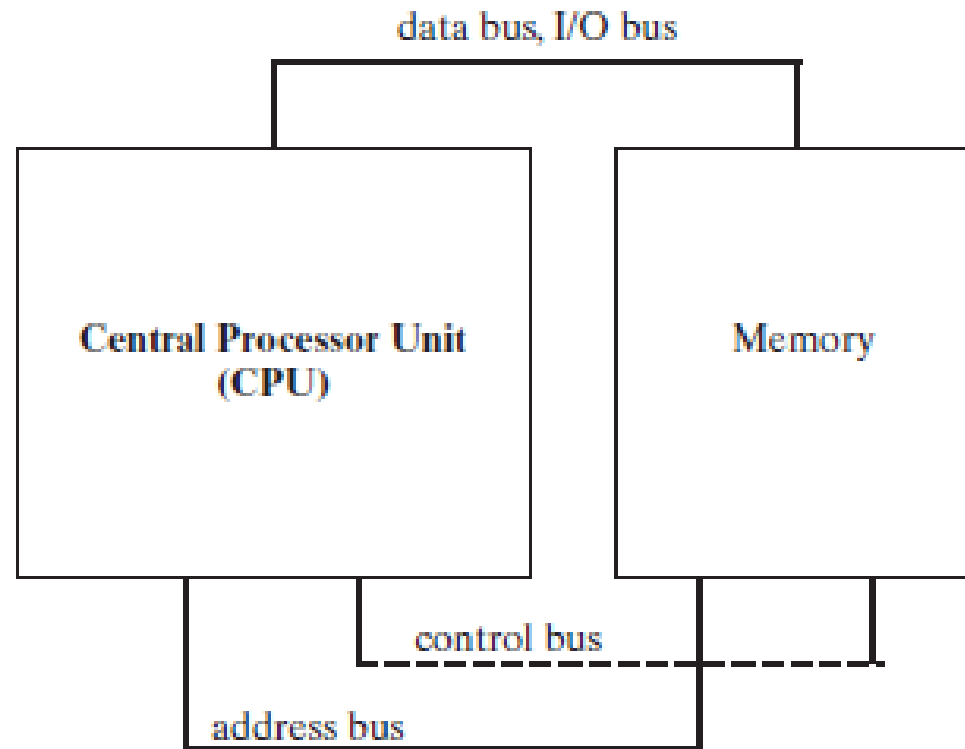 data bus, I/O bus
Central Processor Unit
(CPU)
Memory
control bus
address bus